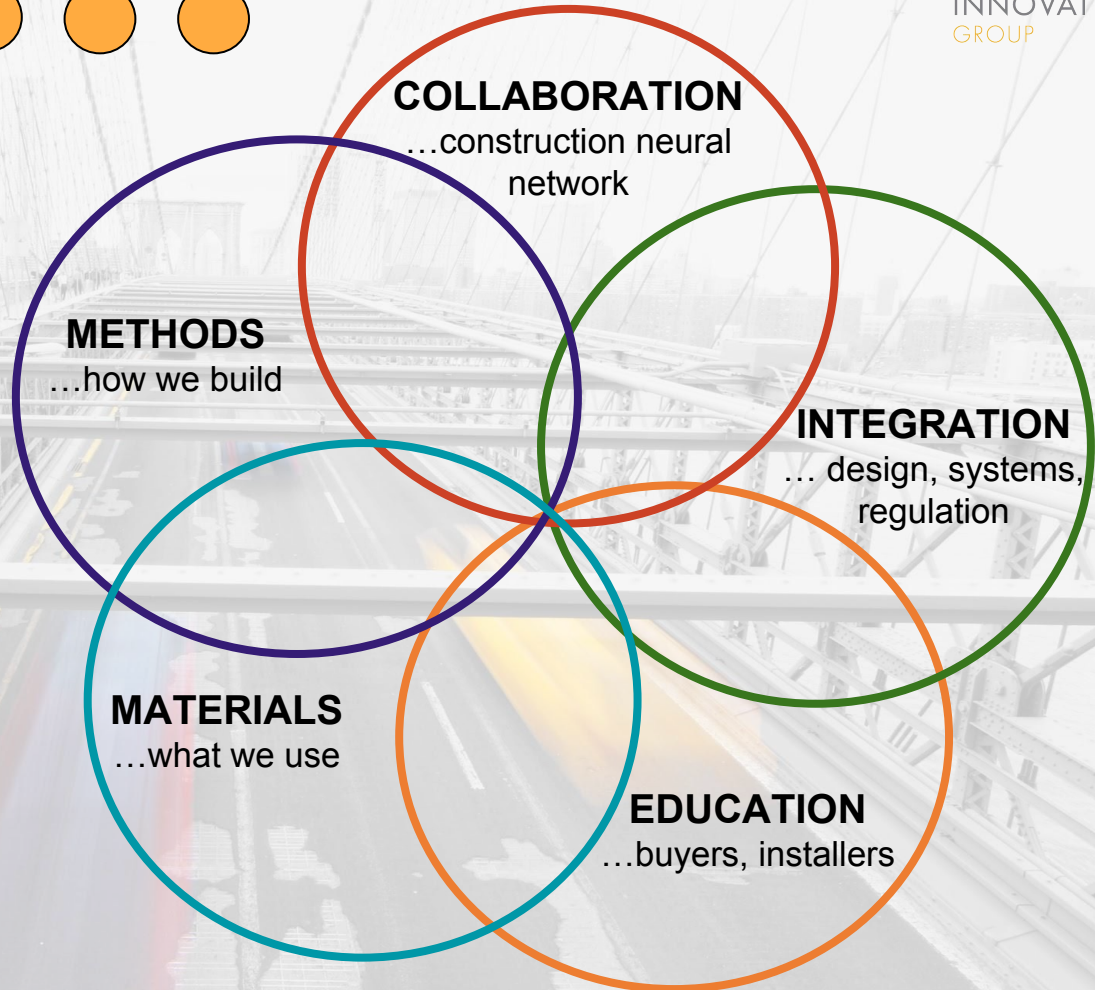 GROUP
COLLABORATION
…construction neural
network
METHODS
…how we build
INTEGRATION
… design, systems,
regulation
MATERIALS
…what we use
EDUCATION
…buyers, installers